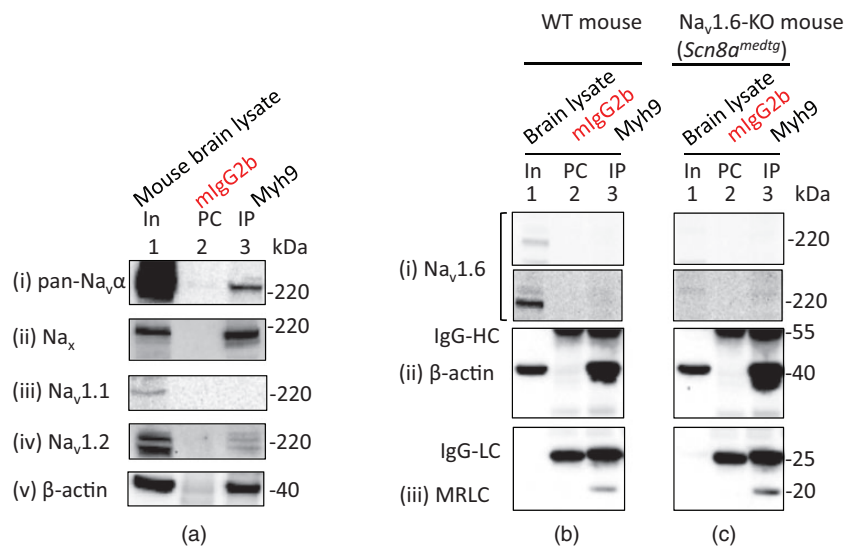 WT mouse
Nav1.6-KO mouse
(Scn8amedtg)
Mouse brain lysate
mIgG2b
Myh9
In PC IP
1 2 3 kDa
(i) pan-Navα -220
(ii) Nax -220
(iii) Nav1.1 -220
(iv) Nav1.2 -220
(v) β-actin -40
(a)
Brain lysate
mIgG2b
Myh9
In PC IP
1 2 3
Brain lysate
mIgG2b
Myh9
In PC IP
1 2 3 kDa
-220
(i) Nav1.6
-220
IgG-HC -55
(ii) β-actin -40
IgG-LC -25
(iii) MRLC -20
(b)
(c)